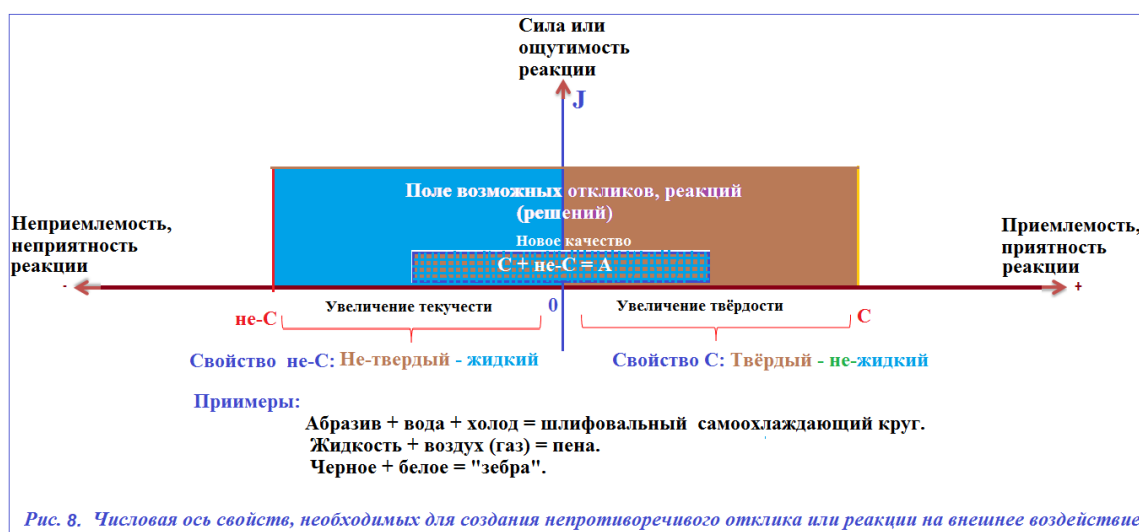 Сила или
ощутимость
реакции
J
Поле возможных откликов, реакций
(решений)
Новое качество
С + не-С = А
Неприемлемость,
неприятность
реакции
Приемлемость,
приятность
реакции
-
+
Увеличение текучести
0
Увеличение твёрдости
не-С
С
Свойство не-С: Не-твердый - жидкий
Свойство С: Твёрдый - не-жидкий
Приимеры:
Абразив + вода + холод = шлифовальный самоохлаждающий круг.
Жидкость + воздух (газ) = пена.
Черное + белое = "зебра".
Рис. 8. Числовая ось свойств, необходимых для создания непротиворечивого отклика или реакции на внешнее воздействие